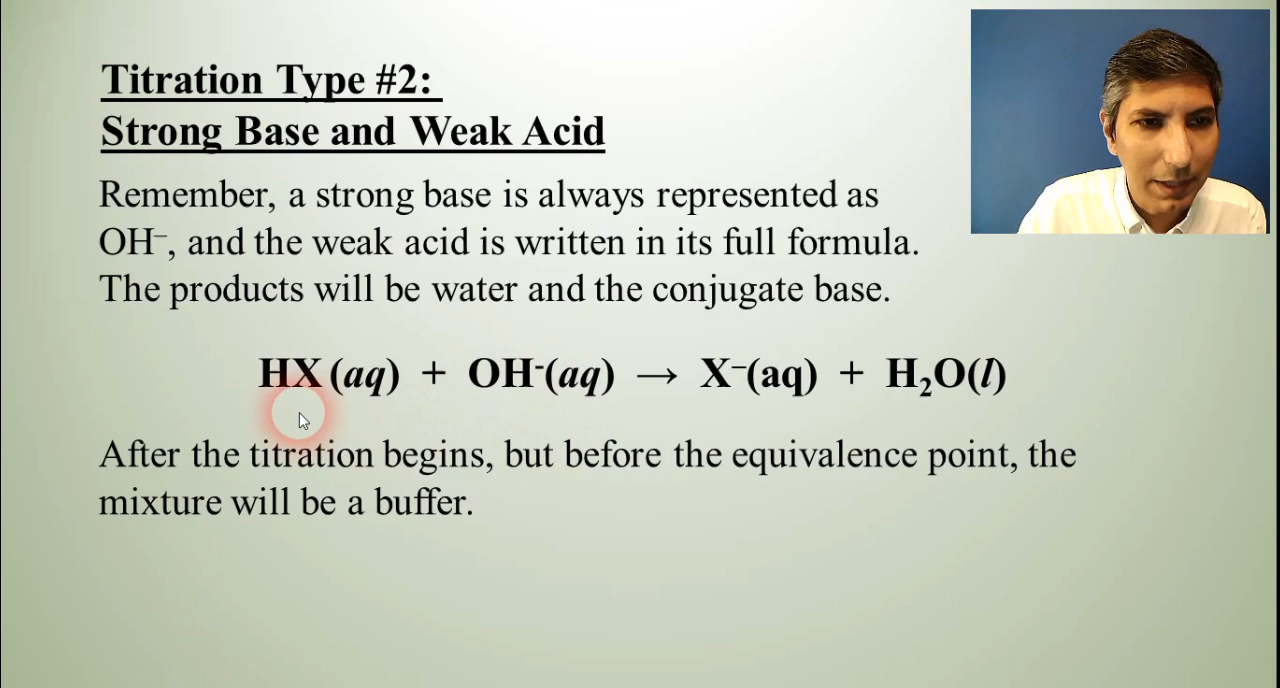 Titration Type #2:
Strong Base and Weak Acid
Remember, a strong base is always represented as
OH⁻, and the weak acid is written in its full formula.
The products will be water and the conjugate base.
HX (aq) + OH⁻(aq) → X⁻(aq) + H₂O(l)
After the titration begins, but before the equivalence point, the
mixture will be a buffer.